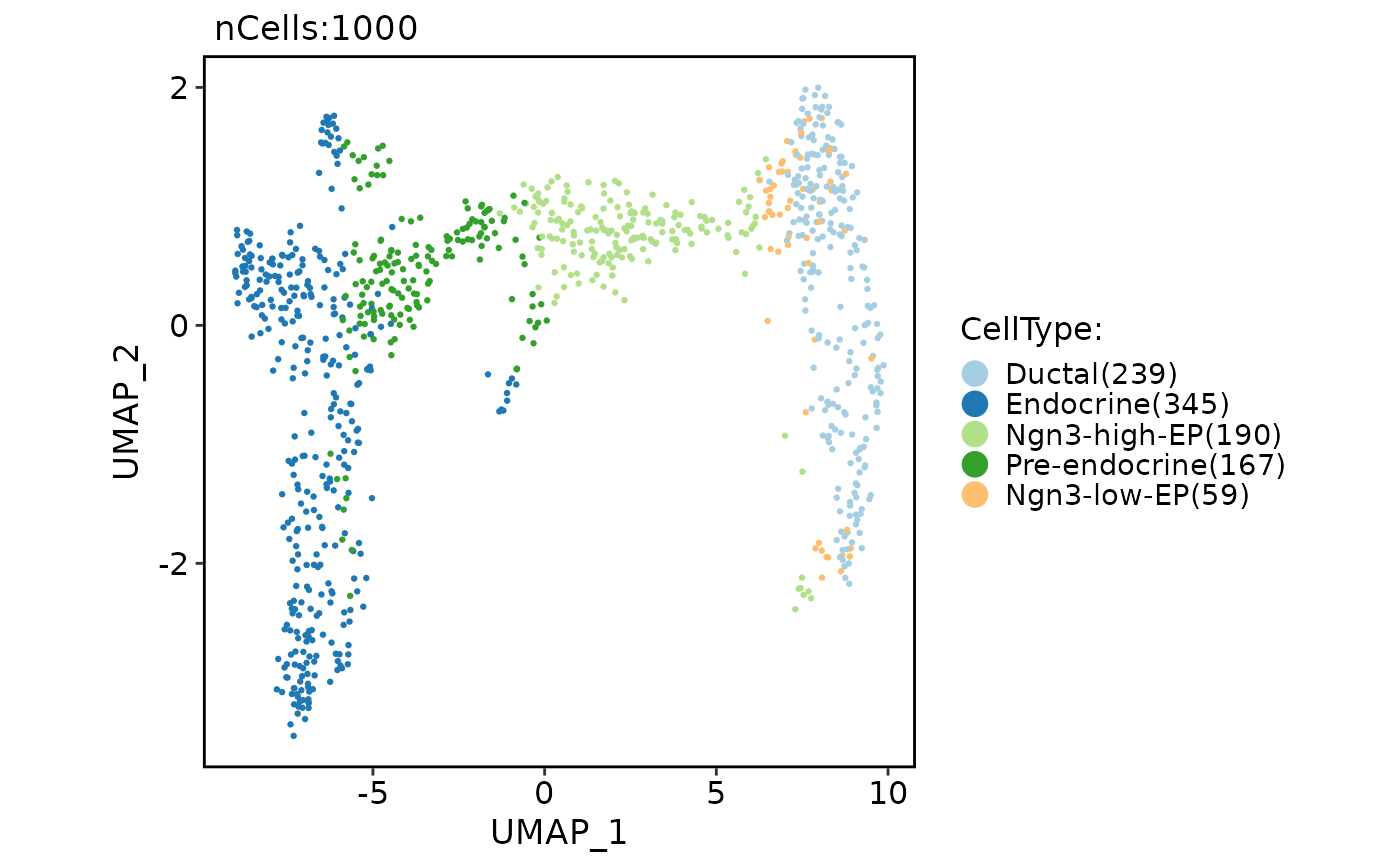 nCells:1000
2
0
-2
UMAP_2
-5
0
5
10
UMAP_1
CellType:
Ductal(239)
Endocrine(345)
Ngn3-high-EP(190)
Pre-endocrine(167)
Ngn3-low-EP(59)